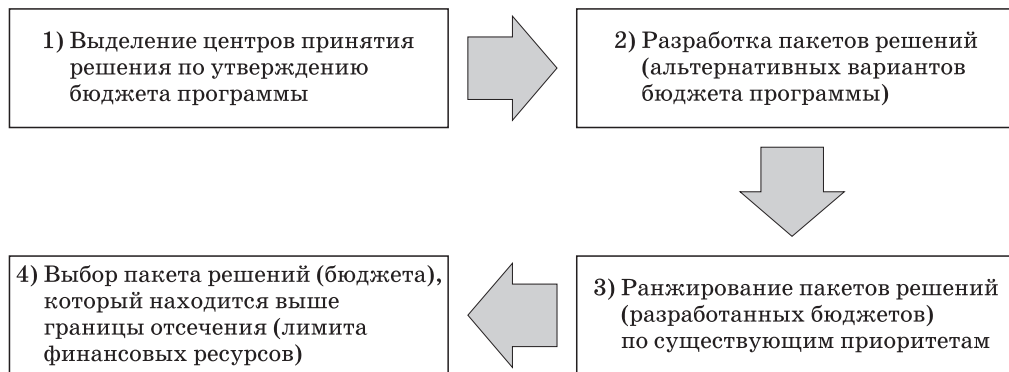 1) Выделение центров принятия
решения по утверждению
бюджета программы
2) Разработка пакетов решений
(альтернативных вариантов
бюджета программы)
3) Ранжирование пакетов решений
(разработанных бюджетов)
по существующим приоритетам
4) Выбор пакета решений (бюджета),
который находится выше
границы отсечения (лимита
финансовых ресурсов)